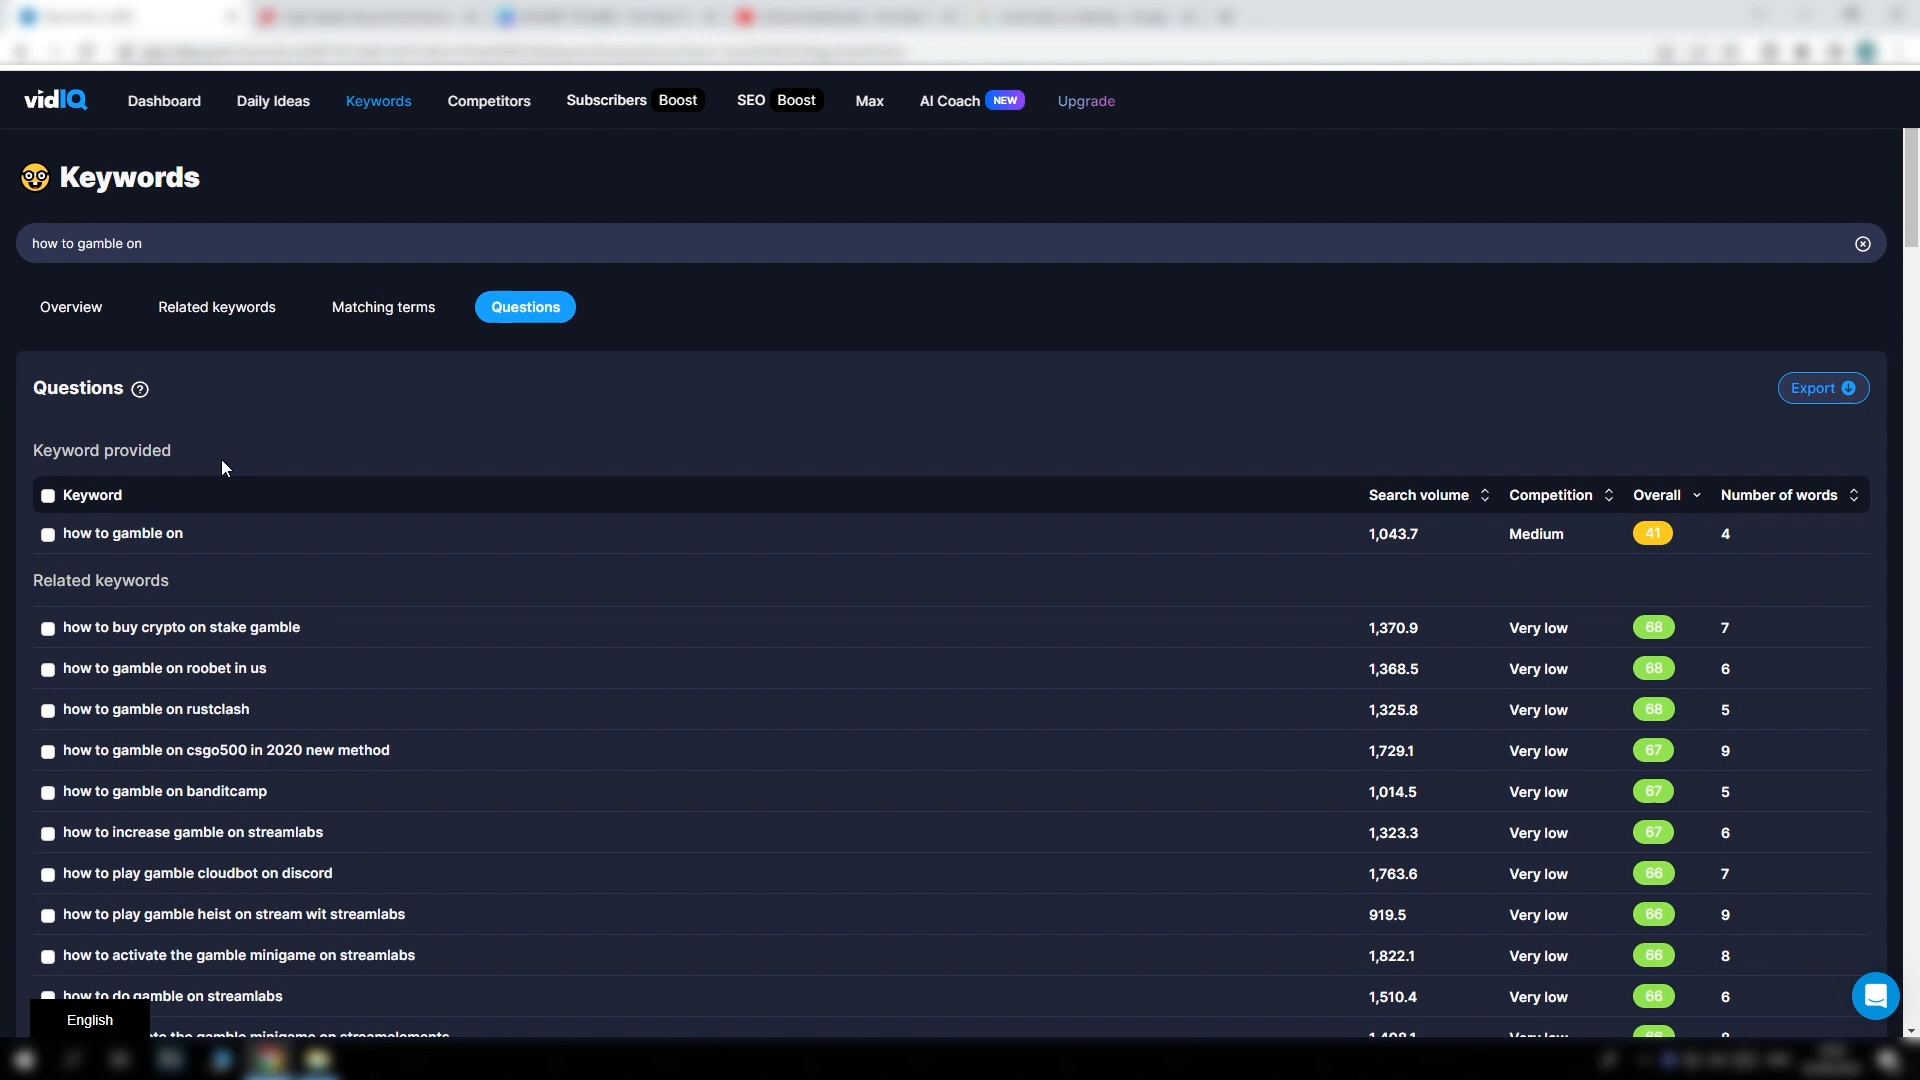 vidIQ Dashboard Daily Ideas Keywords Competitors Subscribers Boost SEO Boost Max AI Coach NEW Upgrade
Keywords
how to gamble on
Overview Related keywords Matching terms Questions
Questions Export
Keyword provided
Keyword Search volume Competition Overall Number of words
how to gamble on 1,043.7 Medium 41 4
Related keywords
how to buy crypto on stake gamble 1,370.9 Very low 68 7
how to gamble on roobet in us 1,368.5 Very low 68 6
how to gamble on rustclash 1,325.8 Very low 68 5
how to gamble on csgo500 in 2020 new method 1,729.1 Very low 67 9
how to gamble on banditcamp 1,014.5 Very low 67 5
how to increase gamble on streamlabs 1,323.3 Very low 67 6
how to play gamble cloudbot on discord 1,763.6 Very low 66 7
how to play gamble heist on stream wit streamlabs 919.5 Very low 66 9
how to activate the gamble minigame on streamlabs 1,822.1 Very low 66 8
how to do gamble on streamlabs 1,510.4 Very low 66 6
the gamble minigame on streamelements
English